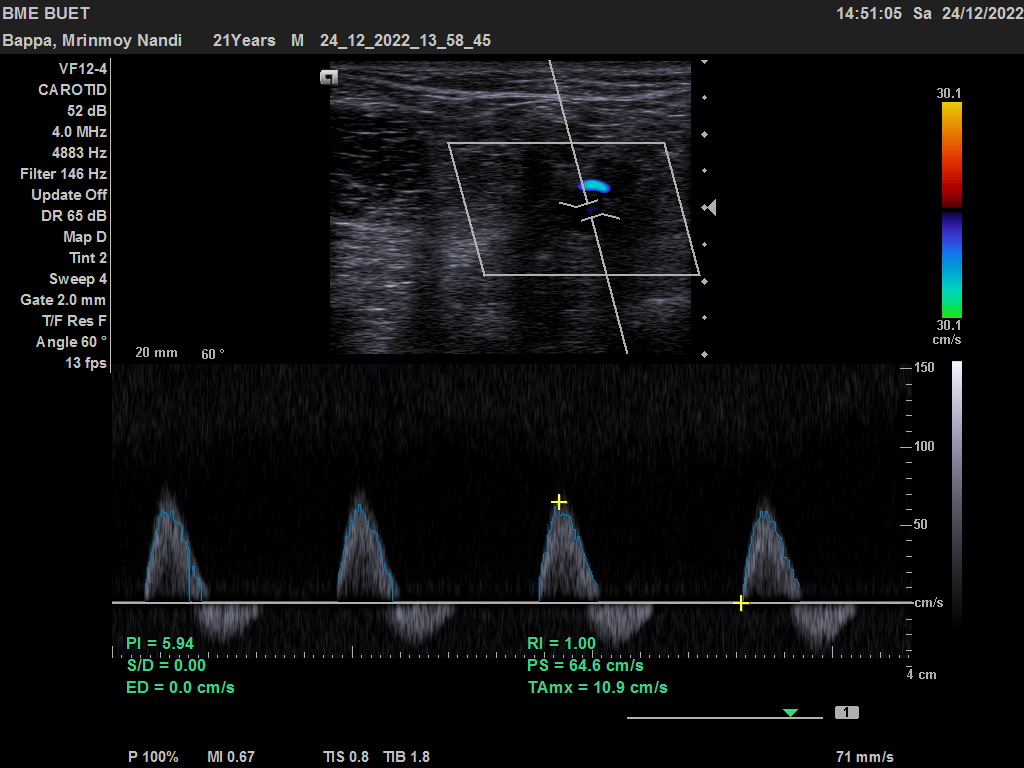 BME BUET
14:51:05 Sa 24/12/2022
Bappa, Mrinmoy Nandi 21Years M 24_12_2022_13_58_45
VF12-4
CAROTID
52 dB
4.0 MHz
4883 Hz
Filter 146 Hz
Update Off
DR 65 dB
Map D
Tint 2
Sweep 4
Gate 2.0 mm
T/F Res F
Angle 60 °
13 fps
20 mm 60 °
30.1
30.1
cm/s
150
100
50
cm/s
4 cm
PI = 5.94
S/D = 0.00
ED = 0.0 cm/s
RI = 1.00
PS = 64.6 cm/s
TAmx = 10.9 cm/s
1
P 100% MI 0.67 TIS 0.8 TIB 1.8 71 mm/s